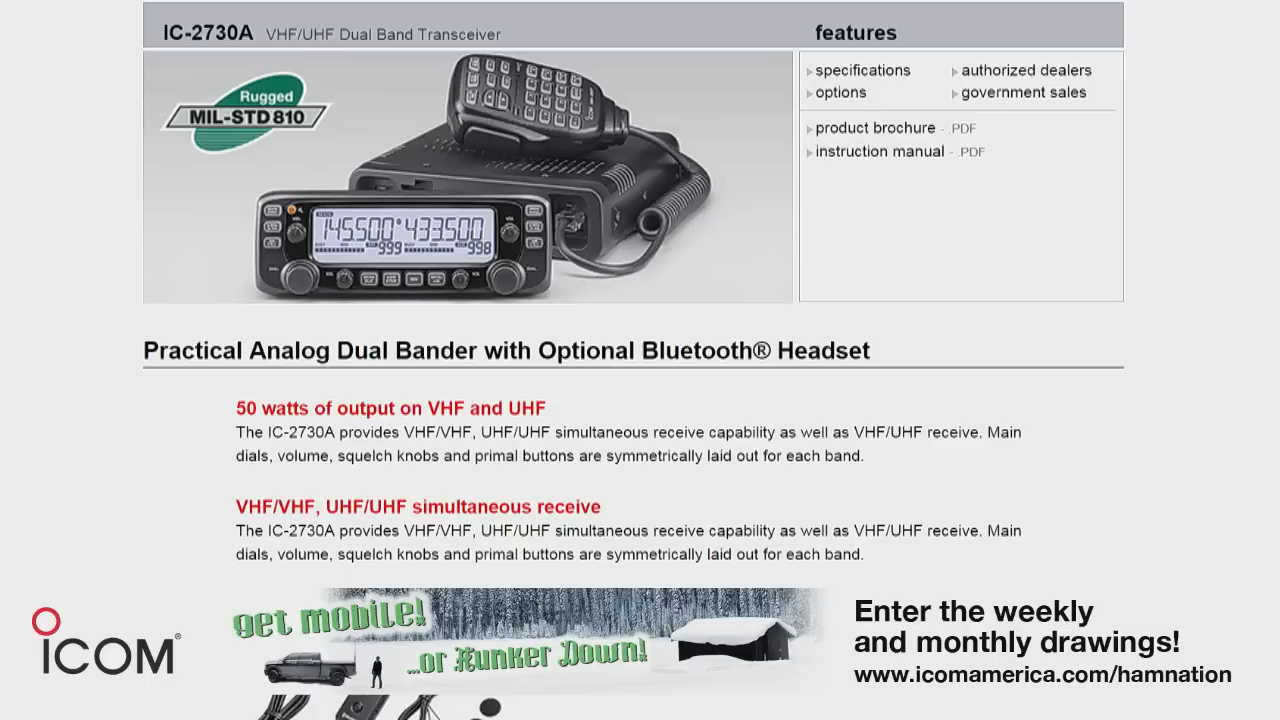 IC-2730A VHF/UHF Dual Band Transceiver
features
Rugged
MIL-STD 810
specifications
authorized dealers
options
government sales
product brochure - .PDF
instruction manual - .PDF
145.500 433.500
999 998
Practical Analog Dual Bander with Optional Bluetooth® Headset
50 watts of output on VHF and UHF
The IC-2730A provides VHF/VHF, UHF/UHF simultaneous receive capability as well as VHF/UHF receive. Main
dials, volume, squelch knobs and primal buttons are symmetrically laid out for each band.
VHF/VHF, UHF/UHF simultaneous receive
The IC-2730A provides VHF/VHF, UHF/UHF simultaneous receive capability as well as VHF/UHF receive. Main
dials, volume, squelch knobs and primal buttons are symmetrically laid out for each band.
get mobile!
...or Hunker Down!
ICOM®
Enter the weekly
and monthly drawings!
www.icomamerica.com/hamnation